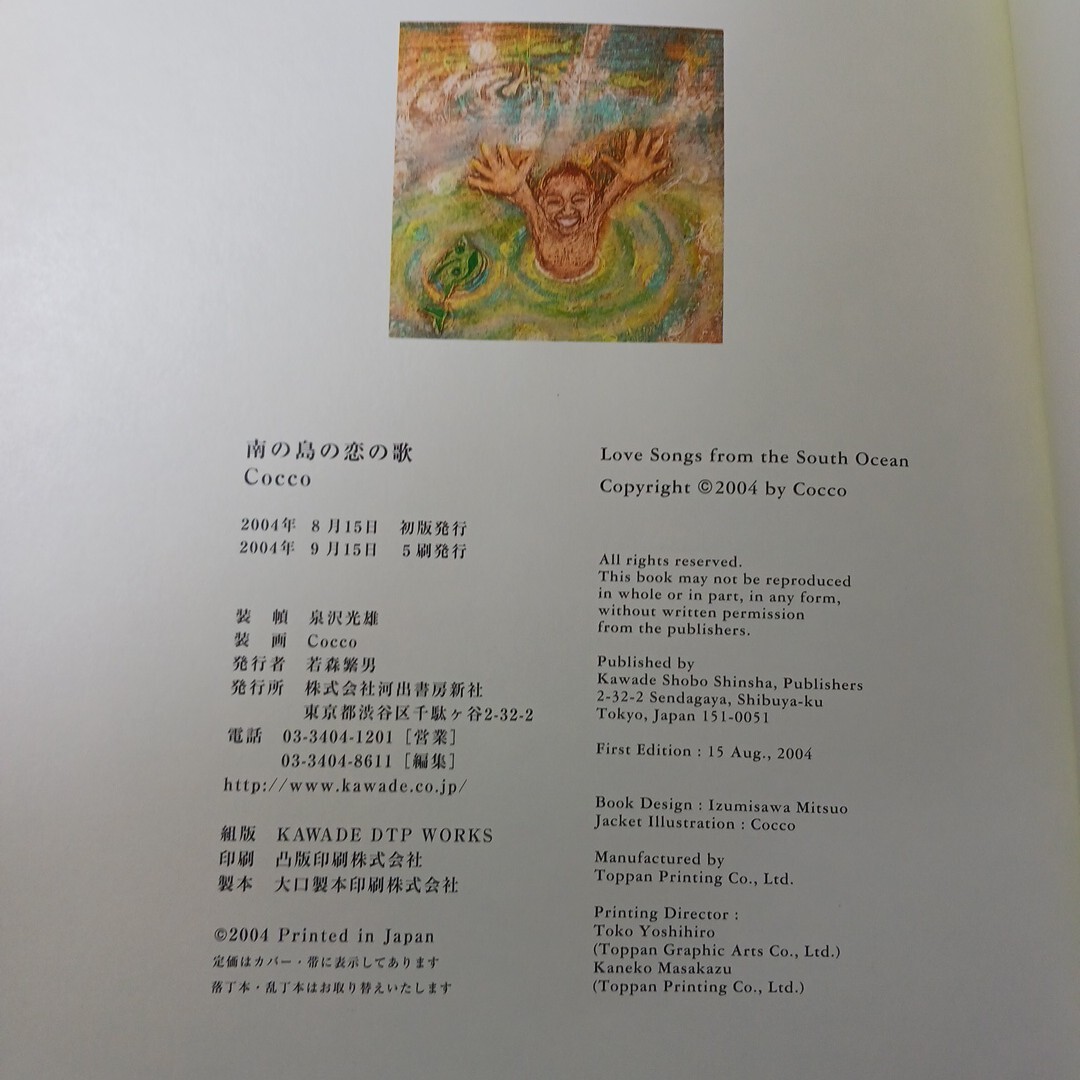 南の島の恋の歌
Cocco
2004年 8月15日 初版発行
2004年 9月15日 5刷発行
装 幀 泉沢光雄
装 画 Cocco
発行者 若森繁男
発行所 株式会社河出書房新社
東京都渋谷区千駄ヶ谷2-32-2
電話 03-3404-1201［営業］
03-3404-8611［編集］
http://www.kawade.co.jp/
組版 KAWADE DTP WORKS
印刷 凸版印刷株式会社
製本 大口製本印刷株式会社
©2004 Printed in Japan
定価はカバー・帯に表示してあります
落丁本・乱丁本はお取り替えいたします
Love Songs from the South Ocean
Copyright ©2004 by Cocco
All rights reserved.
This book may not be reproduced
in whole or in part, in any form,
without written permission
from the publishers.
Published by
Kawade Shobo Shinsha, Publishers
2-32-2 Sendagaya, Shibuya-ku
Tokyo, Japan 151-0051
First Edition : 15 Aug., 2004
Book Design : Izumisawa Mitsuo
Jacket Illustration : Cocco
Manufactured by
Toppan Printing Co., Ltd.
Printing Director :
Toko Yoshihiro
(Toppan Graphic Arts Co., Ltd.)
Kaneko Masakazu
(Toppan Printing Co., Ltd.)